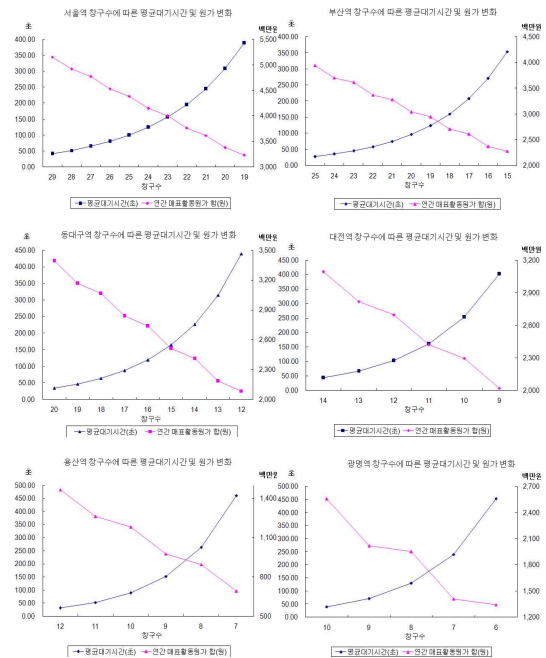 서울역 창구수에 따른 평균대기시간 및 원가 변화
초 백만원
400.00 5,500
350.00 5,000
300.00
250.00 4,500
200.00 4,000
150.00
100.00 3,500
50.00
0.00 3,000
29 28 27 26 25 24 23 22 21 20 19
창구수
평균대기시간(초) 연간 매표활동원가 합(원)
부산역 창구수에 따른 평균대기시간 및 원가 변화
초 백만원
400.00 4,500
350.00 4,000
300.00
250.00 3,500
200.00
150.00 3,000
100.00 2,500
50.00
0.00 2,000
25 24 23 22 21 20 19 18 17 16 15
창구수
평균대기시간(초) 연간 매표활동원가 합(원)
동대구역 창구수에 따른 평균대기시간 및 원가 변화
초 백만원
450.00 3,500
400.00
350.00 3,200
300.00
250.00 2,900
200.00 2,600
150.00
100.00 2,300
50.00
0.00 2,000
20 19 18 17 16 15 14 13 12
창구수
평균대기시간(초) 연간 매표활동원가 합(원)
대전역 창구수에 따른 평균대기시간 및 원가 변화
초 백만원
450.00 3,200
400.00
350.00 2,900
300.00
250.00 2,600
200.00
150.00 2,300
100.00
50.00
0.00 2,000
14 13 12 11 10 9
창구수
평균대기시간(초) 연간 매표활동원가 합(원)
용산역 창구수에 따른 평균대기시간 및 원가 변화
초 백만원
500.00
450.00 1,400
400.00
350.00
300.00 1,100
250.00
200.00
150.00 800
100.00
50.00
0.00 500
12 11 10 9 8 7
창구수
평균대기시간(초) 연간 매표활동원가 합(원)
광명역 창구수에 따른 평균대기시간 및 원가 변화
초 백만원
500.00 2,700
450.00
400.00 2,400
350.00
300.00 2,100
250.00
200.00 1,800
150.00
100.00 1,500
50.00
0.00 1,200
10 9 8 7 6
창구수
평균대기시간(초) 연간 매표활동원가 합(원)